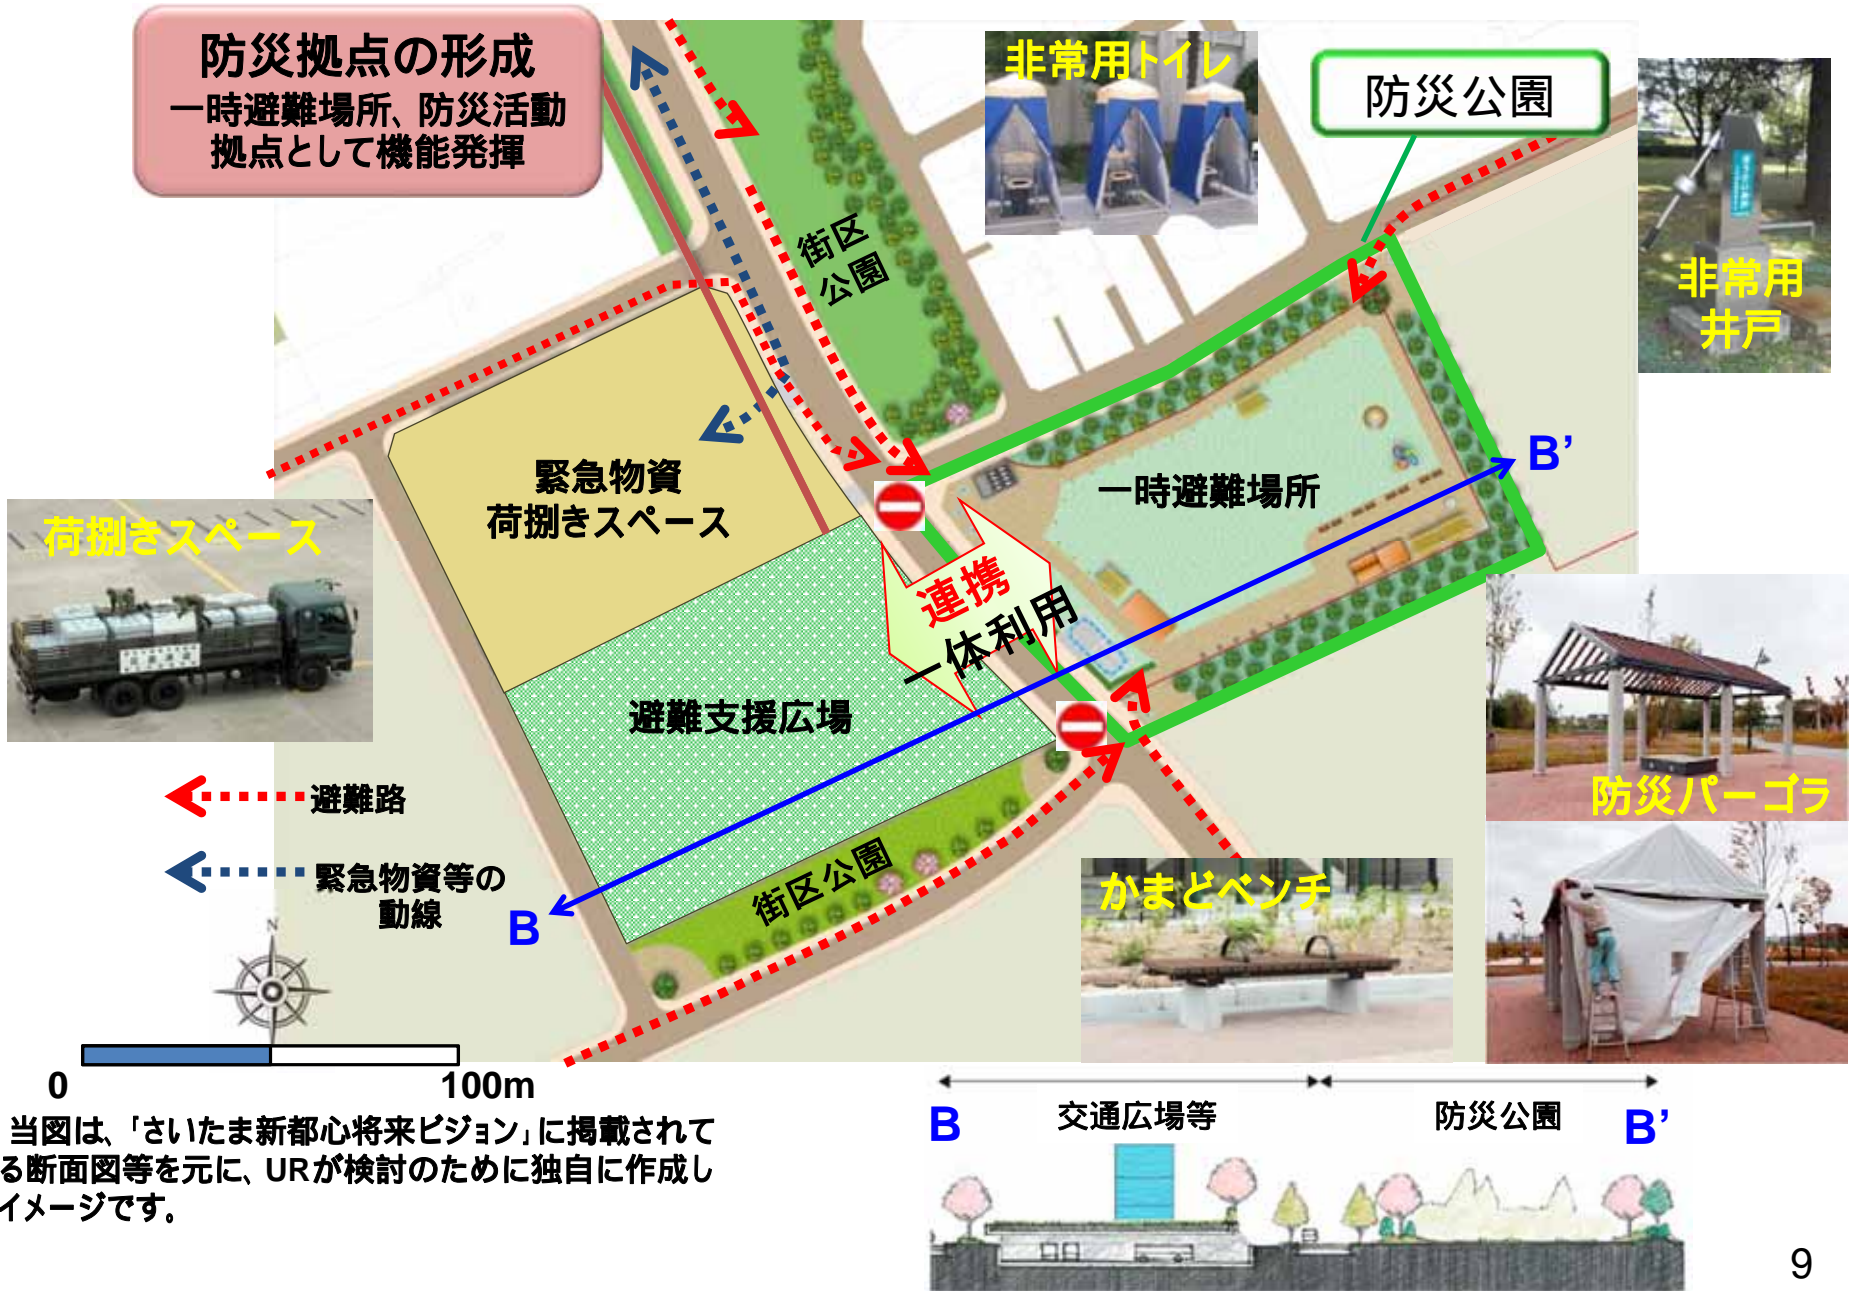 防災拠点の形成
一時避難場所、防災活動
拠点として機能発揮
非常用トイレ
防災公園
非常用
井戸
街区
公園
緊急物資
荷捌きスペース
一時避難場所
B’
荷捌きスペース
連携
一体利用
避難支援広場
防災パーゴラ
避難路
緊急物資等の
動線
B
街区公園
かまどベンチ
N
0
100m
当図は、「さいたま新都心将来ビジョン」に掲載されて
る断面図等を元に、URが検討のために独自に作成し
イメージです。
B
交通広場等
防災公園
B’
9